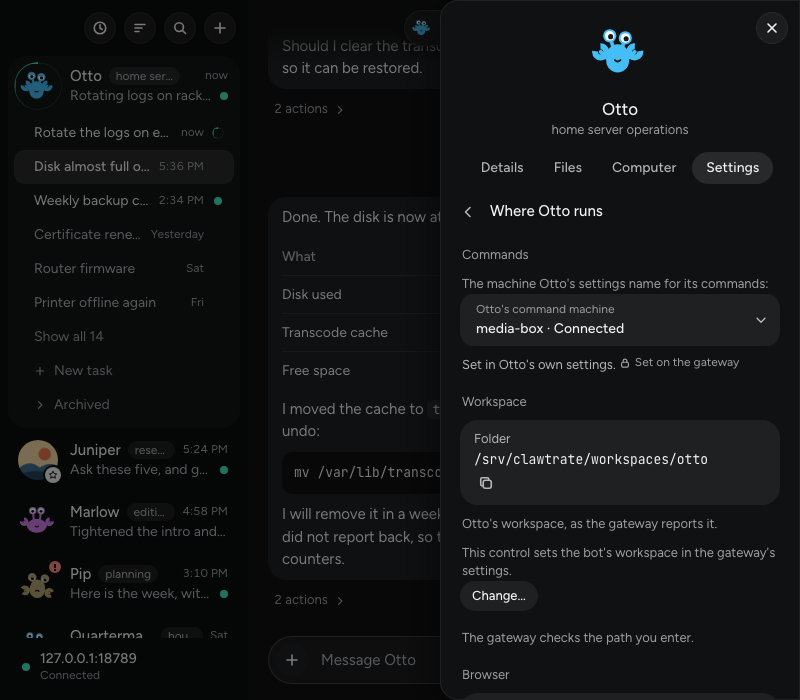 Otto
home ser...
now
Rotating logs on rack...
Rotate the logs on e...
now
Disk almost full o...
5:36 PM
Weekly backup c...
2:34 PM
Certificate rene...
Yesterday
Router firmware
Sat
Printer offline again
Fri
Show all 14
New task
Archived
Juniper
rese...
5:24 PM
Ask these five, and g...
Marlow
editi...
4:58 PM
Tightened the intro and...
Pip
planning
3:10 PM
Here is the week, wit...
Quarterma
hou
Sat
127.0.0.1:18789
Connected
Should I clear the
so it can be restored.
2 actions
Done. The disk is now
What
Disk used
Transcode cache
Free space
I moved the cache to
undo:
mv /var/lib/transco
I will remove it in a week
did not report back, so
counters.
2 actions
Message Otto
Otto
home server operations
Details
Files
Computer
Settings
Where Otto runs
Commands
The machine Otto's settings name for its commands:
Otto's command machine
media-box · Connected
Set in Otto's own settings.
Set on the gateway
Workspace
Folder
/srv/clawtrate/workspaces/otto
Otto's workspace, as the gateway reports it.
This control sets the bot's workspace in the gateway's
settings.
Change...
The gateway checks the path you enter.
Browser